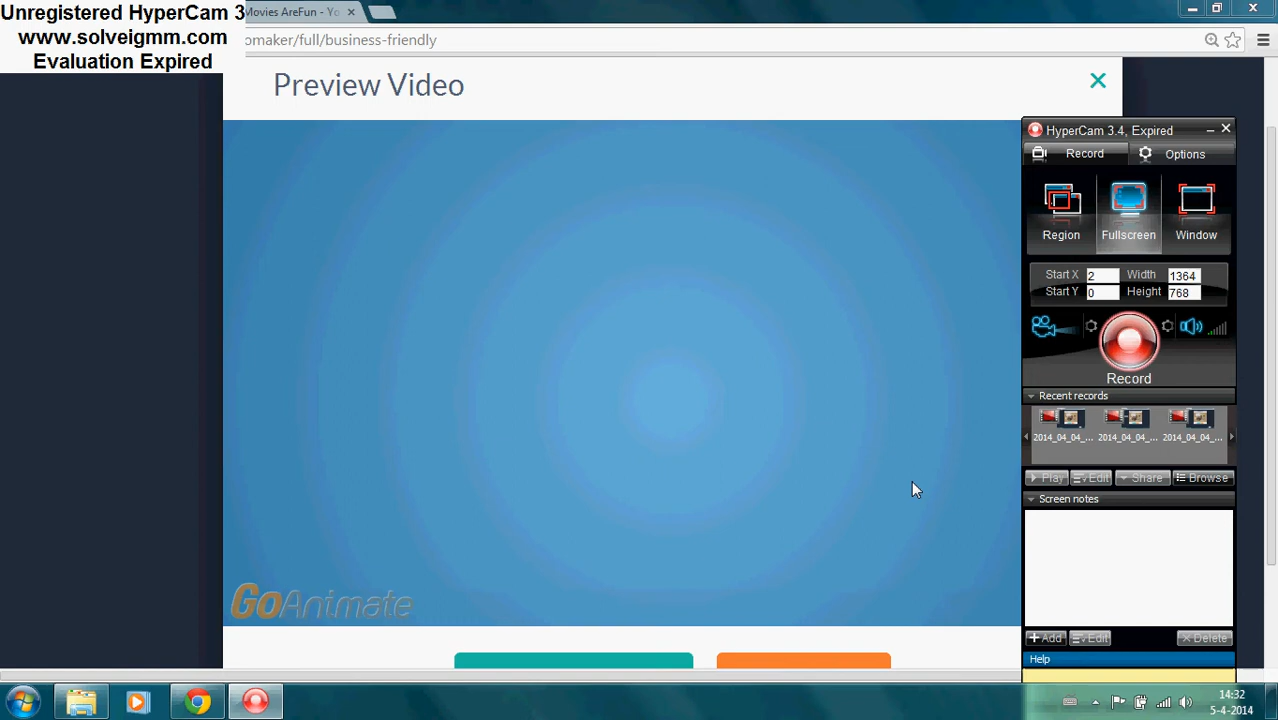 Unregistered HyperCam 3
www.solveigmm.com
Evaluation Expired
Movies AreFun - Yo
omaker/full/business-friendly
Preview Video
GoAnimate
HyperCam 3.4, Expired
Record
Options
Region
Fullscreen
Window
Start X 2 Width 1364
Start Y 0 Height 768
Record
Recent records
2014_04_04_... 2014_04_04_... 2014_04_04_...
Play Edit Share Browse
Screen notes
Add Edit Delete
Help
14:32
5-4-2014